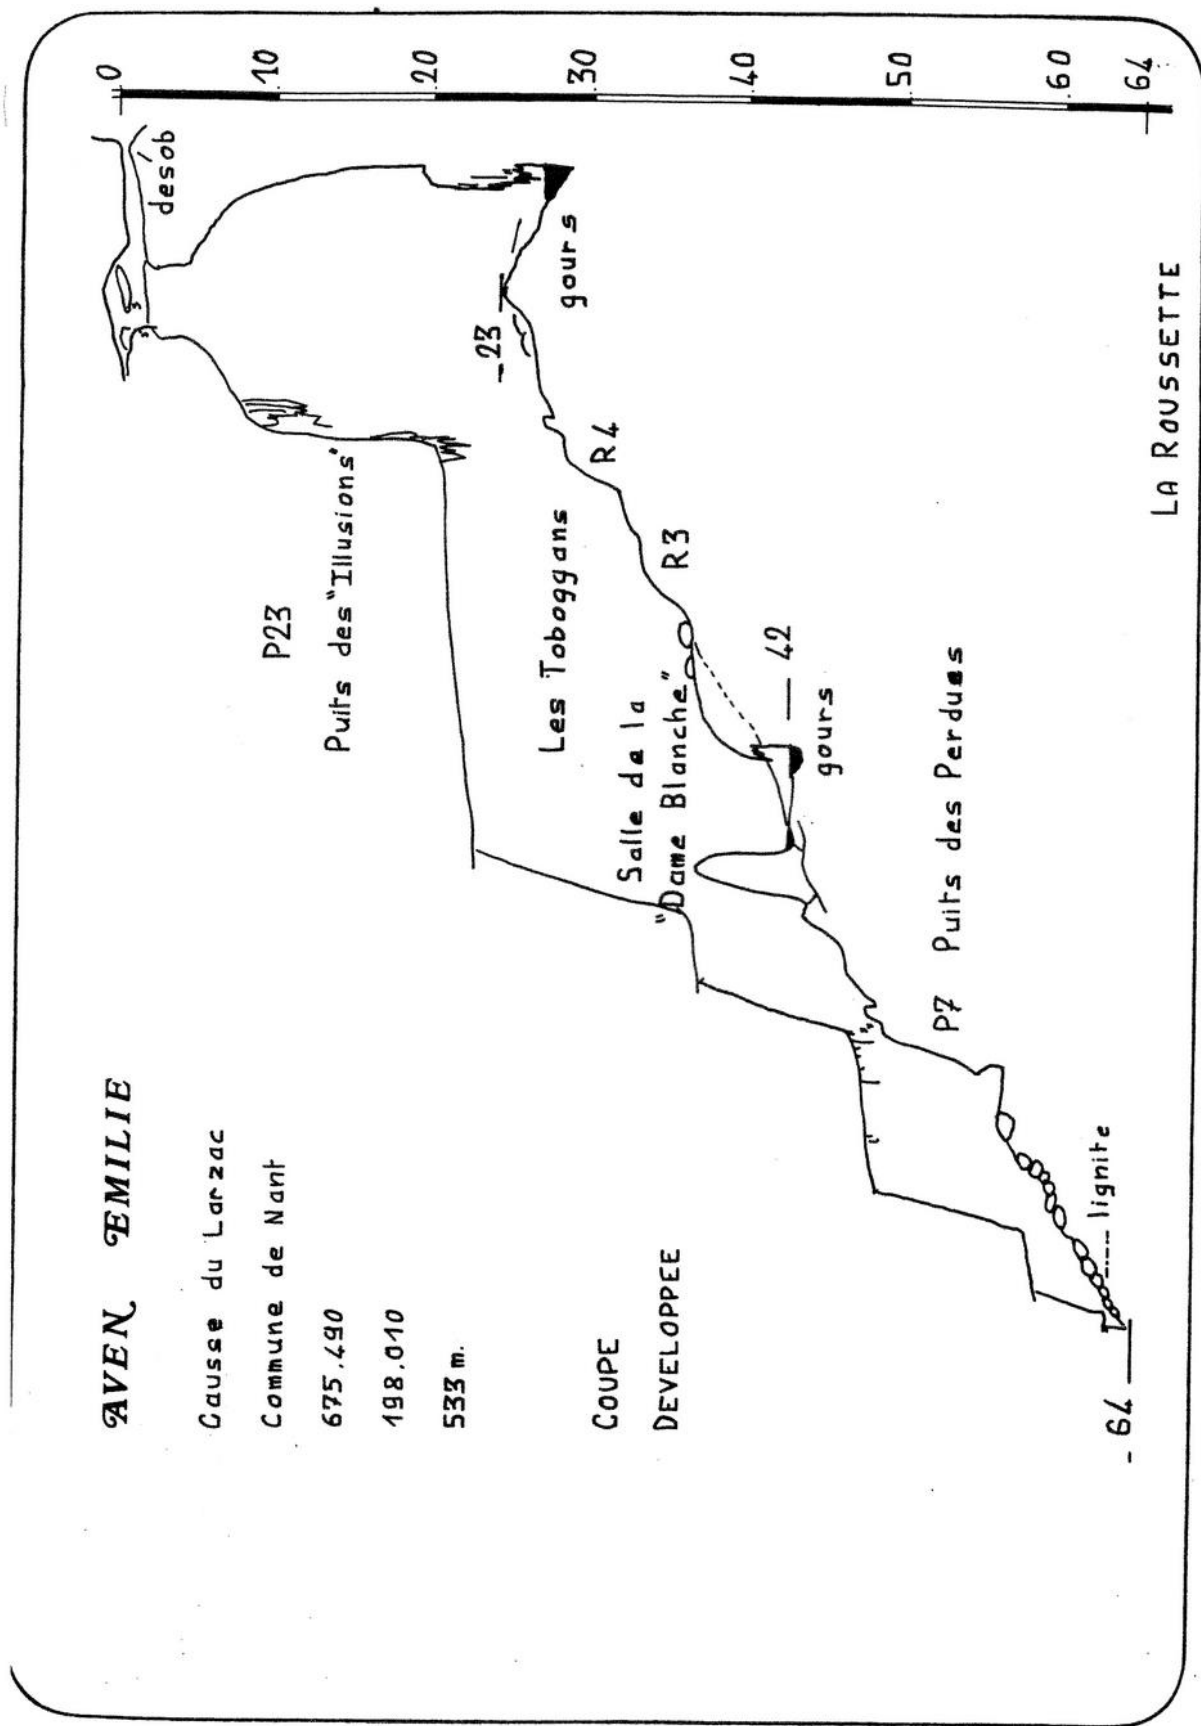 AVEN EMILIE
Causse du Larzac
Commune de Nant
675.490
198.010
533 m.
COUPE
DEVELOPPEE
0
10
20
30
40
50
60
64
desob
P23
Puits des "Illusions"
-23
gours
R4
Les Toboggans
R3
Salle de la
"Dame Blanche"
42
gours
P7 Puits des Perdues
lignite
- 64
LA ROUSSETTE